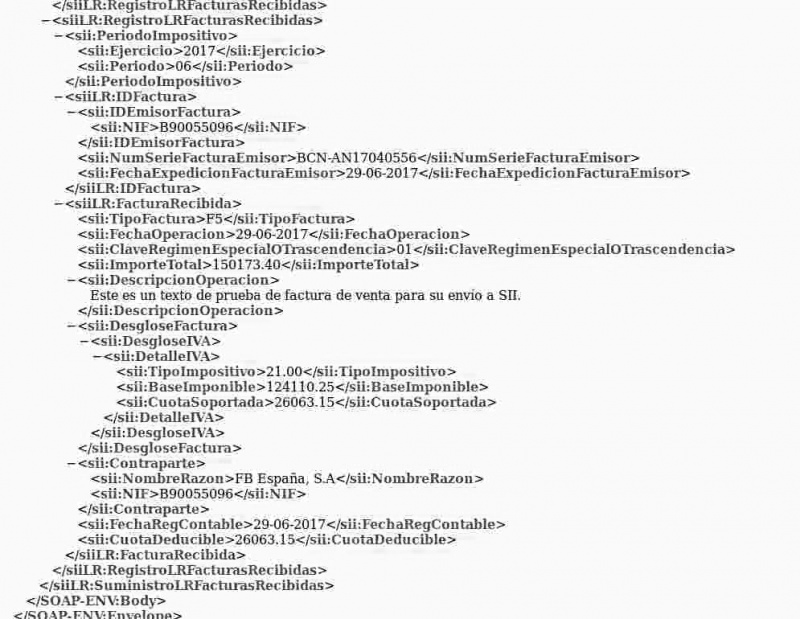 </siiLR:RegistroLRFacturasRecibidas>
−<siiLR:RegistroLRFacturasRecibidas>
−<sii:PeriodoImpositivo>
<sii:Ejercicio>2017</sii:Ejercicio>
<sii:Periodo>06</sii:Periodo>
</sii:PeriodoImpositivo>
−<siiLR:IDFactura>
−<sii:IDEmisorFactura>
<sii:NIF>B90055096</sii:NIF>
</sii:IDEmisorFactura>
<sii:NumSerieFacturaEmisor>BCN-AN17040556</sii:NumSerieFacturaEmisor>
<sii:FechaExpedicionFacturaEmisor>29-06-2017</sii:FechaExpedicionFacturaEmisor>
</siiLR:IDFactura>
−<siiLR:FacturaRecibida>
<sii:TipoFactura>F5</sii:TipoFactura>
<sii:FechaOperacion>29-06-2017</sii:FechaOperacion>
<sii:ClaveRegimenEspecialOTrascendencia>01</sii:ClaveRegimenEspecialOTrascendencia>
<sii:ImporteTotal>150173.40</sii:ImporteTotal>
−<sii:DescripcionOperacion>
Este es un texto de prueba de factura de venta para su envío a SII.
</sii:DescripcionOperacion>
−<sii:DesgloseFactura>
−<sii:DesgloseIVA>
−<sii:DetalleIVA>
<sii:TipoImpositivo>21.00</sii:TipoImpositivo>
<sii:BaseImponible>124110.25</sii:BaseImponible>
<sii:CuotaSoportada>26063.15</sii:CuotaSoportada>
</sii:DetalleIVA>
</sii:DesgloseIVA>
</sii:DesgloseFactura>
−<sii:Contraparte>
<sii:NombreRazon>FB España, S.A</sii:NombreRazon>
<sii:NIF>B90055096</sii:NIF>
</sii:Contraparte>
<sii:FechaRegContable>29-06-2017</sii:FechaRegContable>
<sii:CuotaDeducible>26063.15</sii:CuotaDeducible>
</siiLR:FacturaRecibida>
</siiLR:RegistroLRFacturasRecibidas>
</siiLR:SuministroLRFacturasRecibidas>
</SOAP-ENV:Body>
</SOAP-ENV:Envelope>